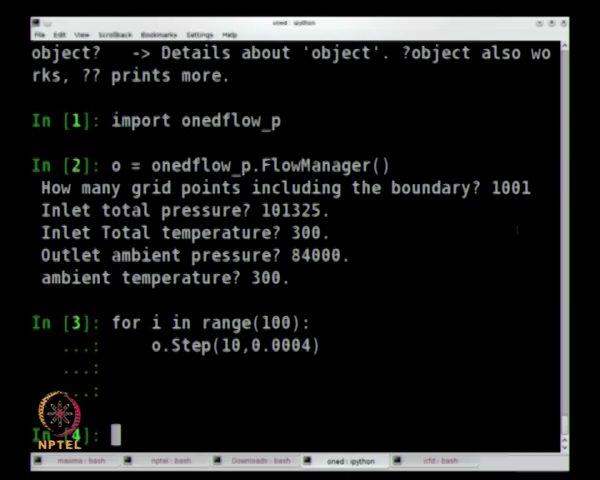 oned : ipython
File Edit View Scrollback Bookmarks Settings Help
object?   -> Details about 'object'. ?object also wo
rks, ?? prints more.
In [1]: import onedflow_p
In [2]: o = onedflow_p.FlowManager()
How many grid points including the boundary? 1001
Inlet total pressure? 101325.
Inlet Total temperature? 300.
Outlet ambient pressure? 84000.
ambient temperature? 300.
In [3]: for i in range(100):
...:     o.Step(10,0.0004)
...:
..:
In [4]:
NPTEL
maxima : bash nptel : bash Downloads : bash oned : ipython irfd : bash